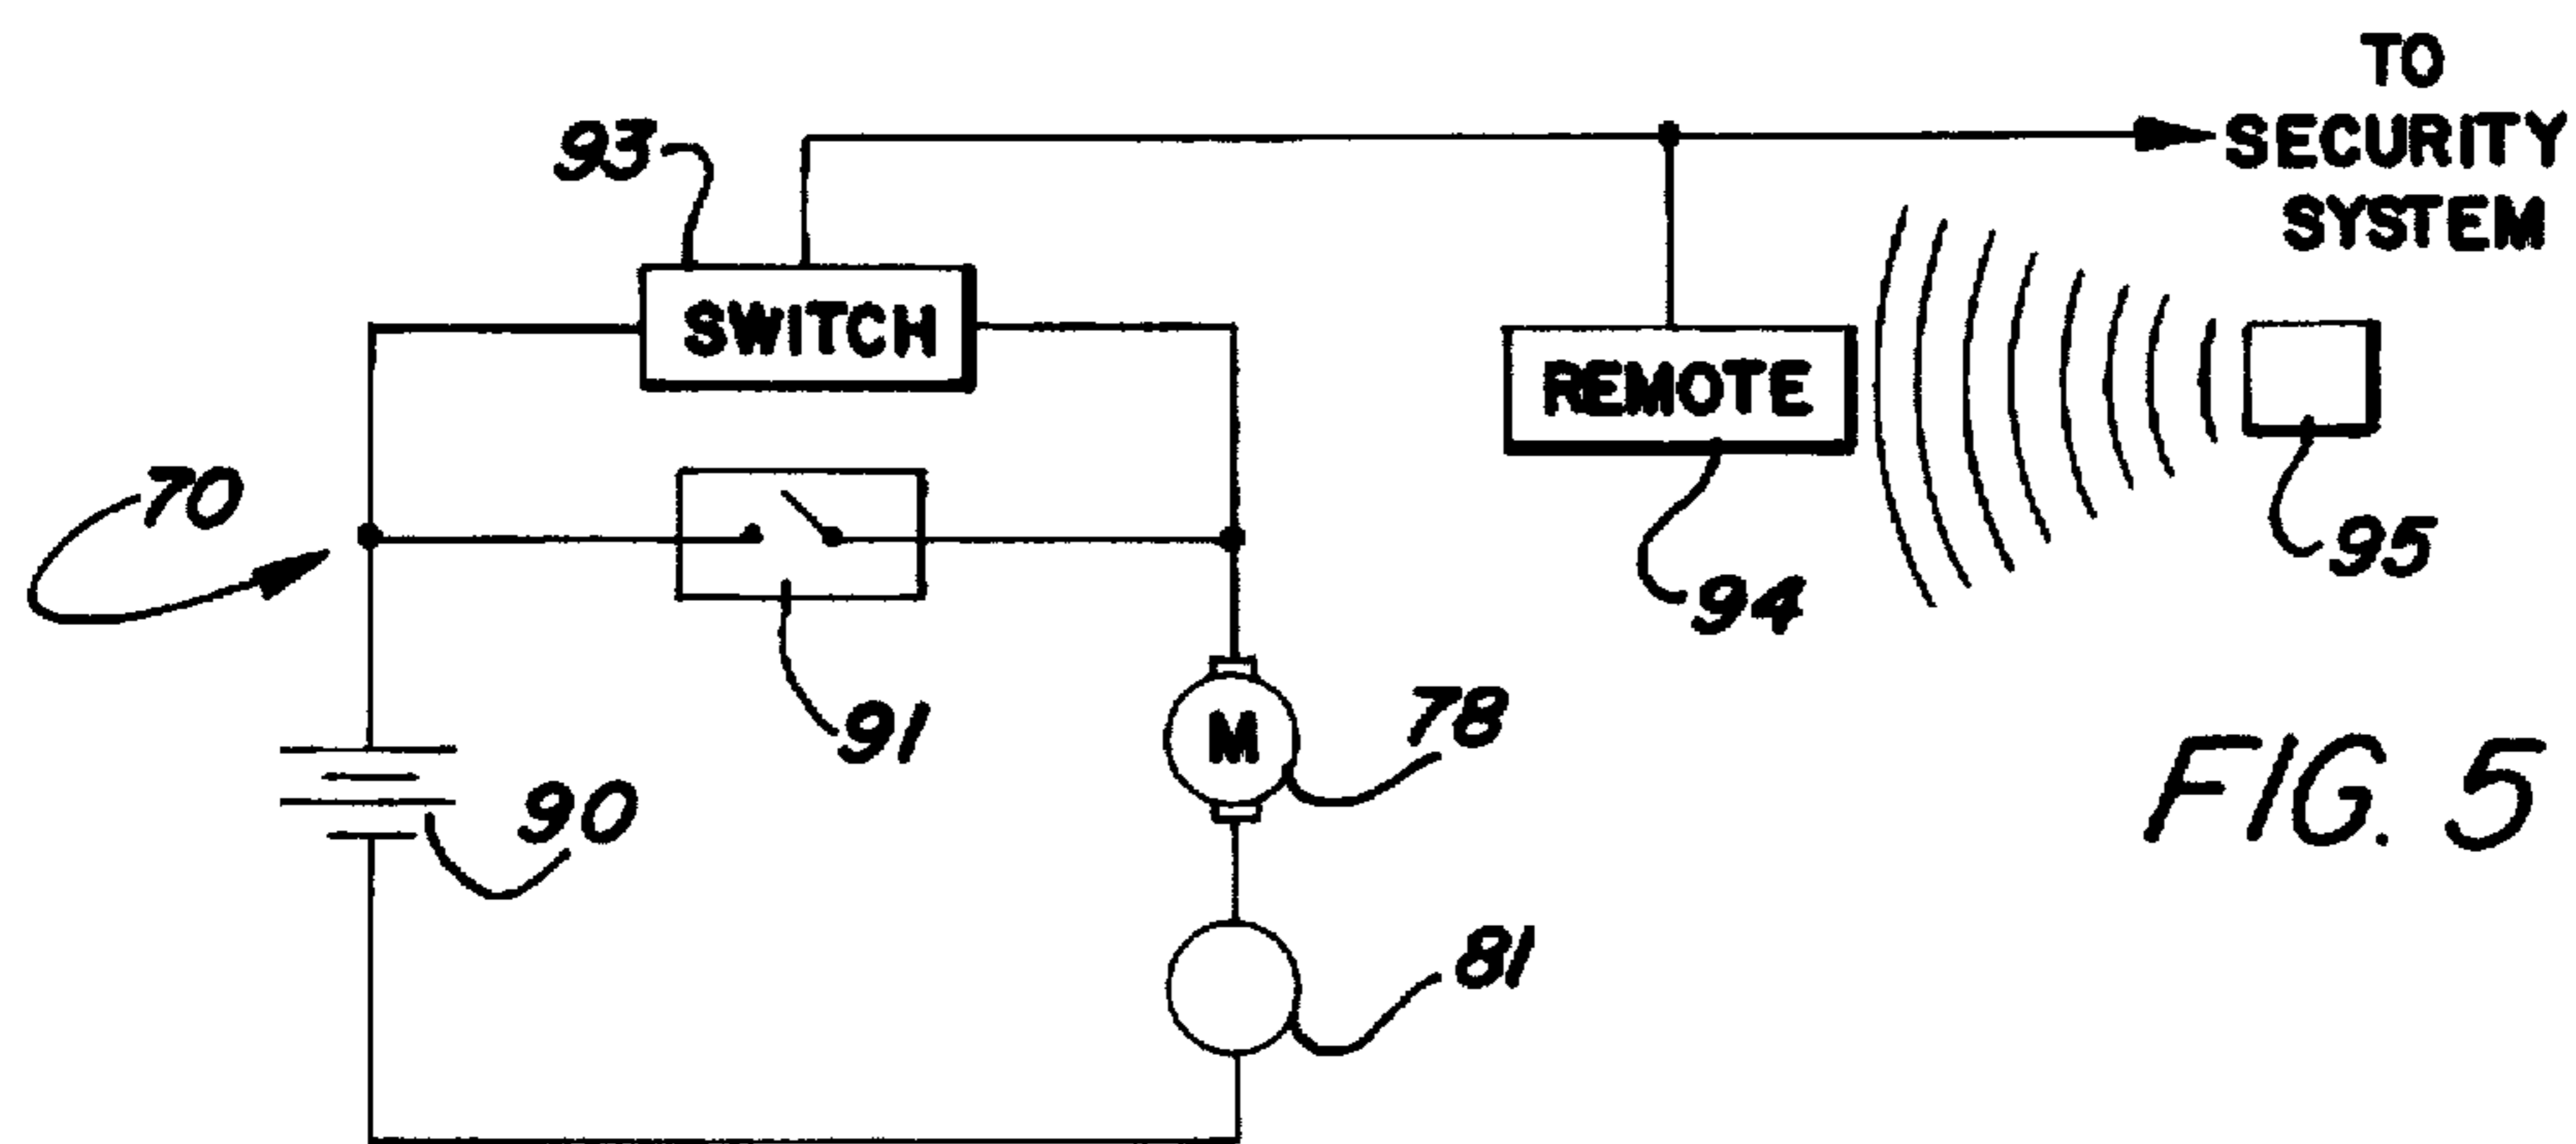 TO
SECURITY
SYSTEM
93
SWITCH
REMOTE
70
95
94
91
78
M
90
FIG. 5
81